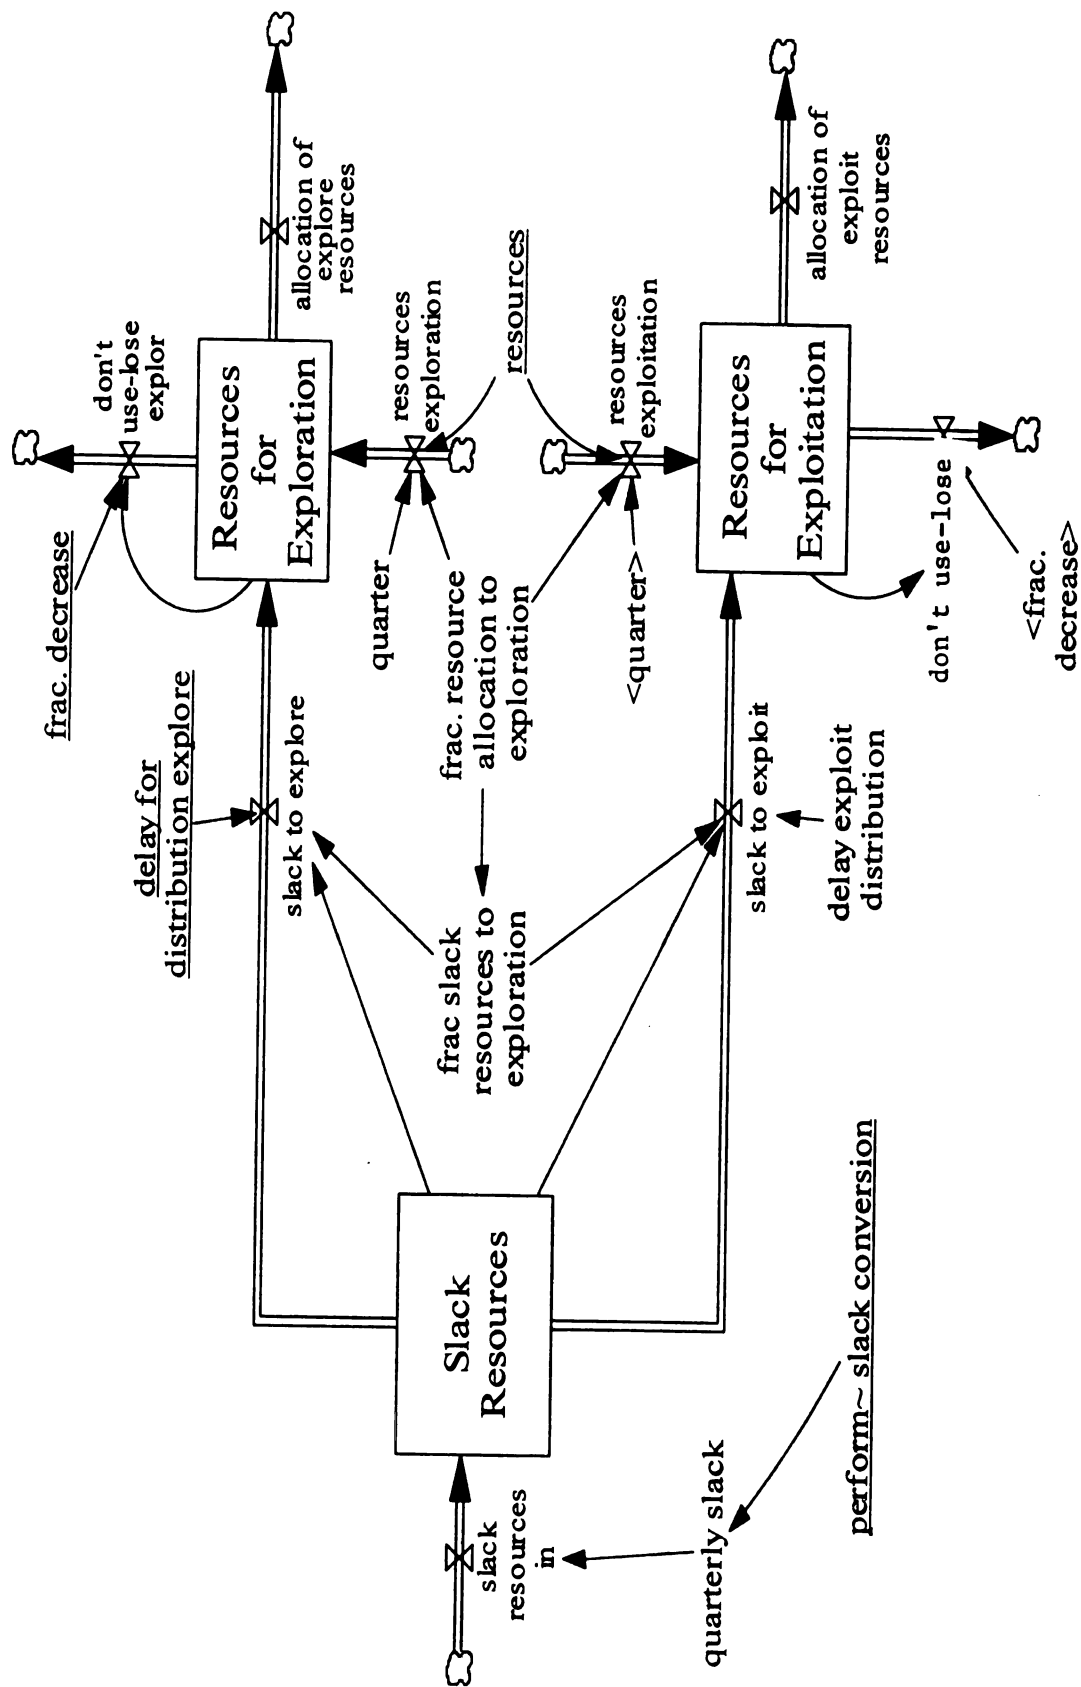 slack
resources
in
quarterly slack
perform~ slack conversion
Slack
Resources
frac slack
resources to
exploration
delay for
distribution explore
slack to explore
slack to exploit
delay exploit
distribution
frac. decrease
quarter
frac. resource
allocation to
exploration
<quarter>
don't use-lose
<frac.
decrease>
Resources
for
Exploration
Resources
for
Exploitation
don't
use-lose
explor
resources
exploration
resources
resources
exploitation
allocation of
explore
resources
allocation of
exploit
resources